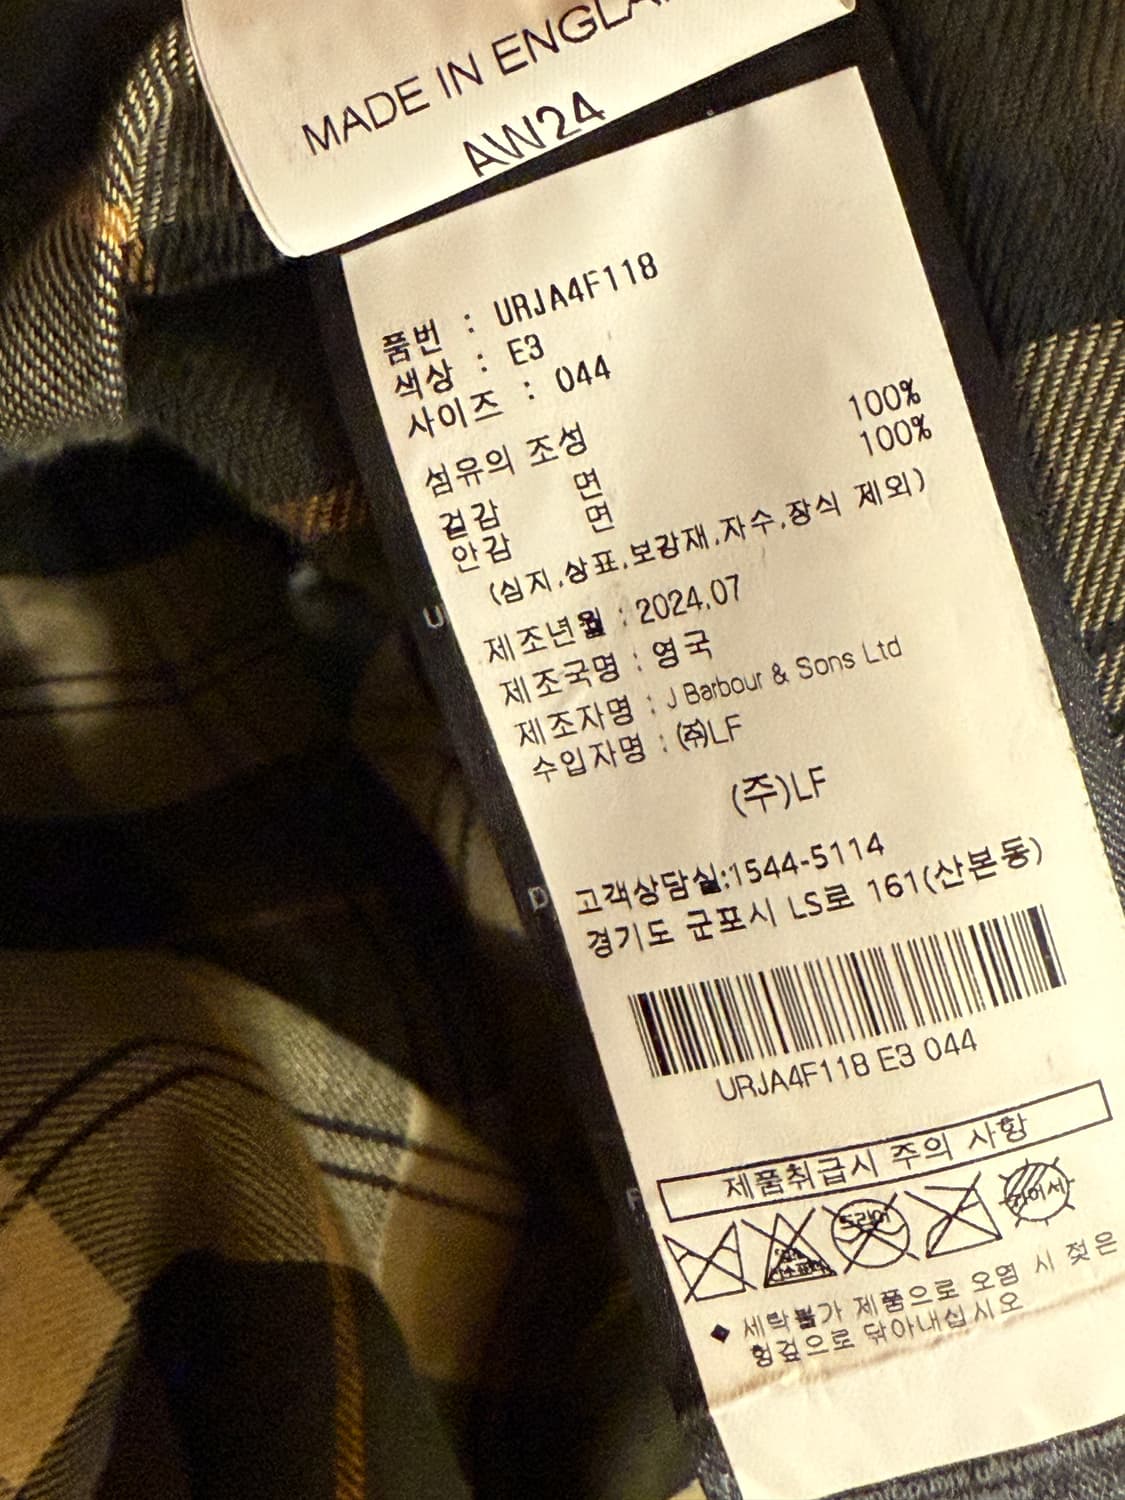 MADE IN ENGLA
AW24
품번 : URJA4F118
색상 : E3
사이즈 : 044
섬유의 조성
겉감 면 100%
안감 면 100%
(심지,상표,보강재,자수,장식 제외)
제조년월 : 2024.07
제조국명 : 영국
제조자명 : J Barbour & Sons Ltd
수입자명 : (주)LF
(주)LF
고객상담실:1544-5114
경기도 군포시 LS로 161(산본동)
URJA4F118 E3 044
제품취급시 주의 사항
드라이
◆ 세탁불가 제품으로 오염 시 젖은
헝겊으로 닦아내십시오